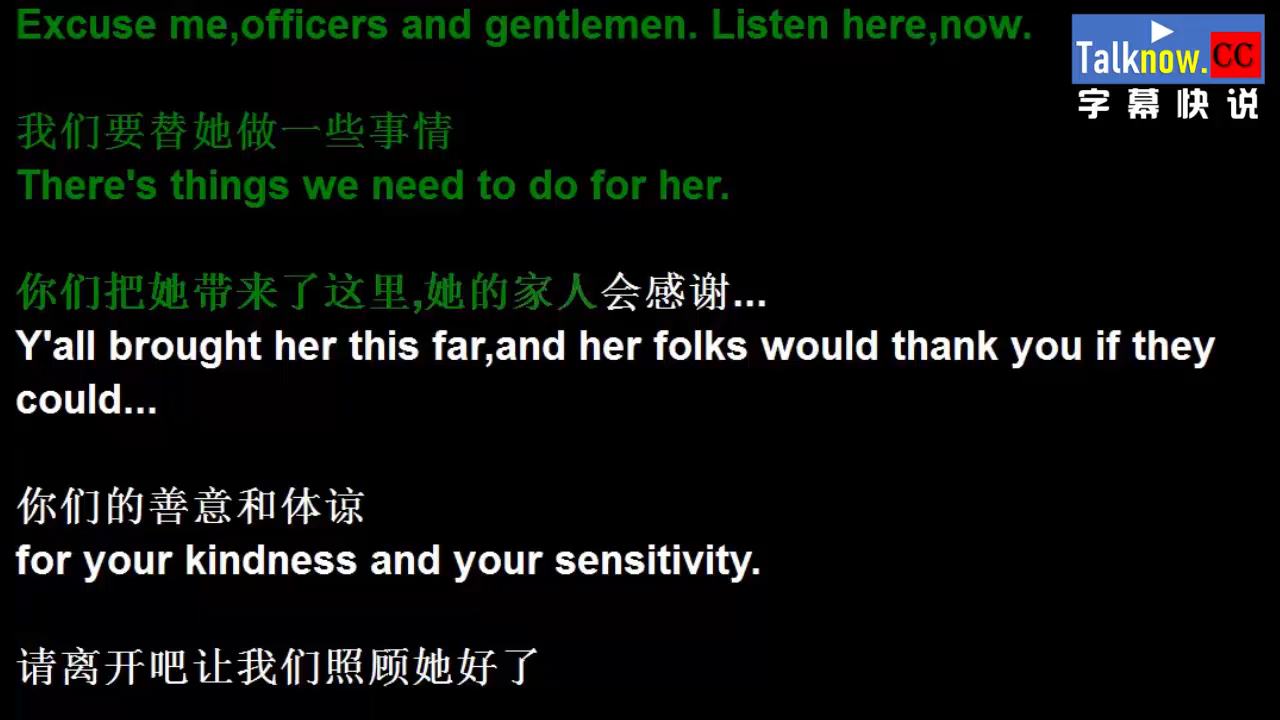 Excuse me,officers and gentlemen. Listen here,now.
Talknow.CC
字幕快说
我们要替她做一些事情
There's things we need to do for her.
你们把她带来了这里,她的家人会感谢...
Y'all brought her this far,and her folks would thank you if they
could...
你们的善意和体谅
for your kindness and your sensitivity.
请离开吧让我们照顾她好了